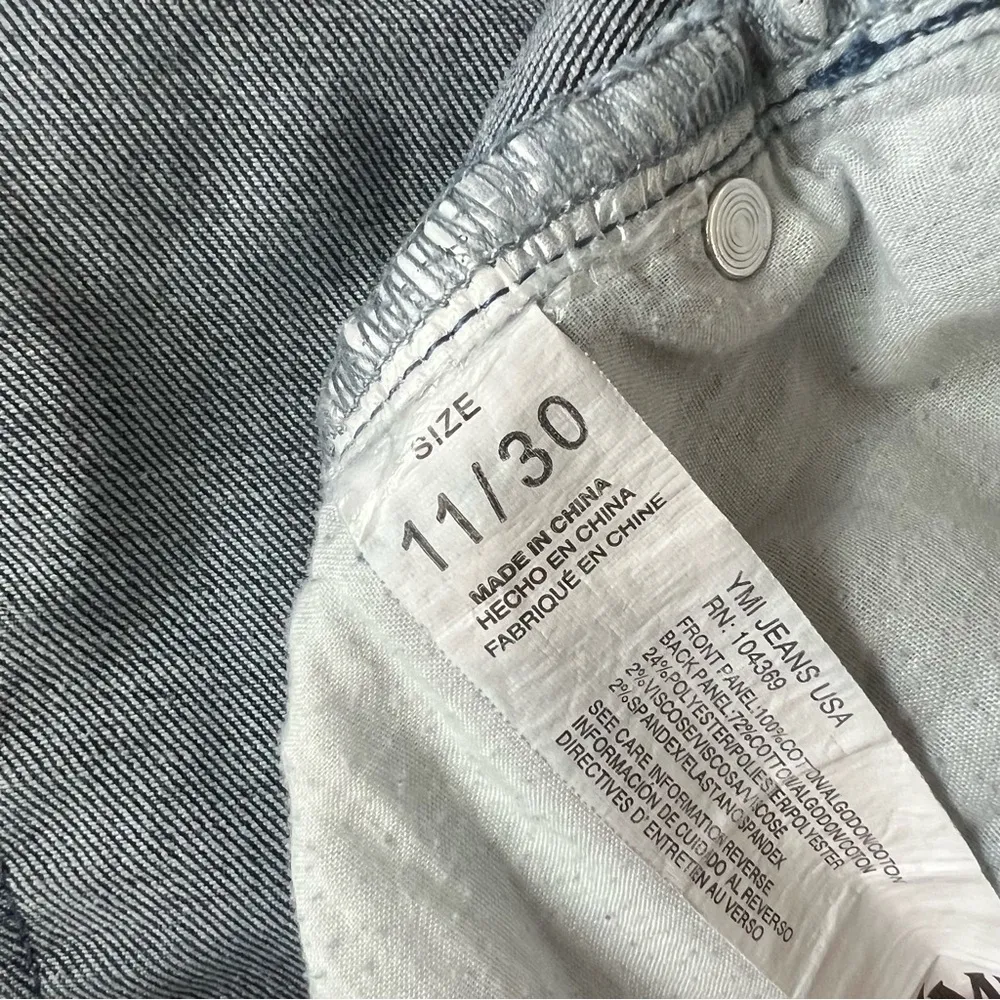 SIZE
11/30
MADE IN CHINA
HECHO EN CHINA
FABRIQUÉ EN CHINE
YMI JEANS USA
RN: 104369
FRONT PANEL:100%COTTON/ALGODON/COTON
BACK PANEL:72%COTTON/ALGODON/COTON
24%POLYESTER/POLIESTER/POLYESTER
2%VISCOSE/VISCOSA/VICOSE
2%SPANDEX/ELASTANO/SPANDEX
SEE CARE INFORMATION REVERSE
INFORMACIÓN DE CUIDADO AL REVERSO
DIRECTIVES D'ENTRETIEN AU VERSO